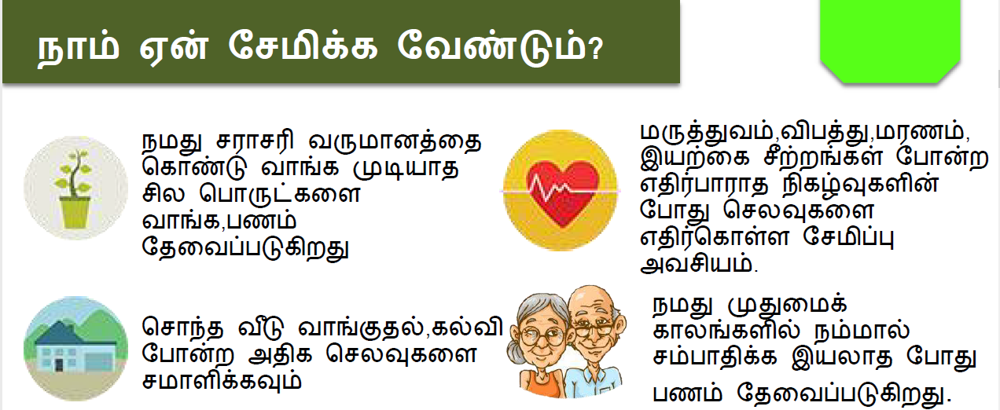 நாம் ஏன் சேமிக்க வேண்டும்?
நமது சராசரி வருமானத்தை
கொண்டு வாங்க முடியாத
சில பொருட்களை
வாங்க,பணம்
தேவைப்படுகிறது
மருத்துவம்,விபத்து,மரணம்,
இயற்கை சீற்றங்கள் போன்ற
எதிர்பாராத நிகழ்வுகளின்
போது செலவுகளை
எதிர்கொள்ள சேமிப்பு
அவசியம்.
சொந்த வீடு வாங்குதல்,கல்வி
போன்ற அதிக செலவுகளை
சமாளிக்கவும்
நமது முதுமைக்
காலங்களில் நம்மால்
சம்பாதிக்க இயலாத போது
பணம் தேவைப்படுகிறது.